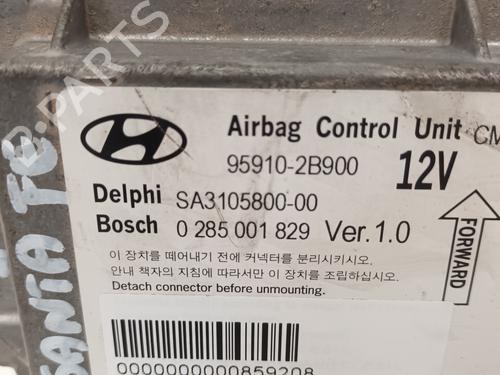 Airbag Control Unit CM
95910-2B900 12V
Delphi SA3105800-00
Bosch 0 285 001 829 Ver.1.0
이 장치를 떼어내기 전에 커넥터를 분리시키시오.
안내 책자의 지침에 따라서만 이 장치를 조립하십시오.
Detach connector before unmounting.
FORWARD
0000000000859208
SANTA FE
B-PARTS